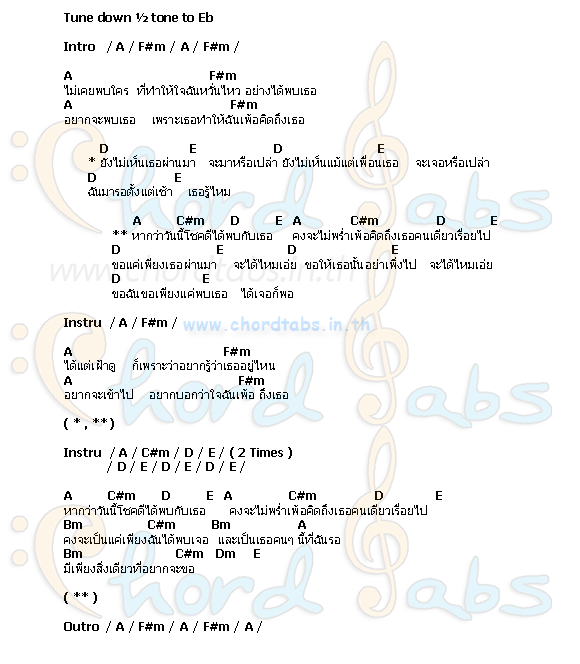 Tune down ½ tone to Eb
Intro / A / F#m / A / F#m /
A F#m
ไม่เคยพบใคร ที่ทำให้ใจฉันหวั่นไหว อย่างได้พบเธอ
A F#m
อยากจะพบเธอ เพราะเธอทำให้ฉันเพ้อคิดถึงเธอ
D E D E
* ยังไม่เห็นเธอผ่านมา จะมาหรือเปล่า ยังไม่เห็นแม้แต่เพื่อนเธอ จะเจอหรือเปล่า
D E
ฉันมารอตั้งแต่เช้า เธอรู้ไหม
A C#m D E A C#m D E
** หากว่าวันนี้โชคดีได้พบกับเธอ คงจะไม่พร่ำเพ้อคิดถึงเธอคนเดียวเรื่อยไป
D E D E
ขอแค่เพียงเธอผ่านมา จะได้ไหมเอ่ย ขอให้เธอนั้นอย่าเพิ่งไป จะได้ไหมเอ่ย
D E
ขอฉันขอเพียงแค่พบเธอ ได้เจอก็พอ
Instru / A / F#m /
www.chordtabs.in.th
A F#m
ได้แต่เฝ้าดู ก็เพราะว่าอยากรู้ว่าเธออยู่ไหน
A F#m
อยากจะเข้าไป อยากบอกว่าใจฉันเพ้อ ถึงเธอ
( * , ** )
Instru / A / C#m / D / E / ( 2 Times )
/ D / E / D / E / D / E /
A C#m D E A C#m D E
หากว่าวันนี้โชคดีได้พบกับเธอ คงจะไม่พร่ำเพ้อคิดถึงเธอคนเดียวเรื่อยไป
Bm C#m Bm A
คงจะเป็นแค่เพียงฉันได้พบเจอ และเป็นเธอคนๆ นี้ที่ฉันรอ
Bm C#m Dm E
มีเพียงสิ่งเดียวที่อยากจะขอ
( ** )
Outro / A / F#m / A / F#m / A /